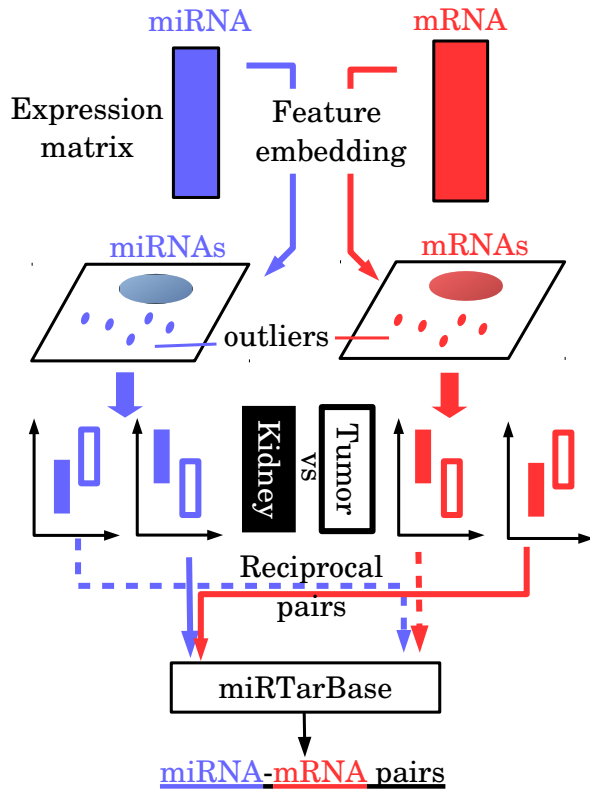 miRNA
mRNA
Expression
matrix
Feature
embedding
miRNAs
mRNAs
outliers
Kidney
vs
Tumor
Reciprocal
pairs
miRTarBase
miRNA-mRNA pairs